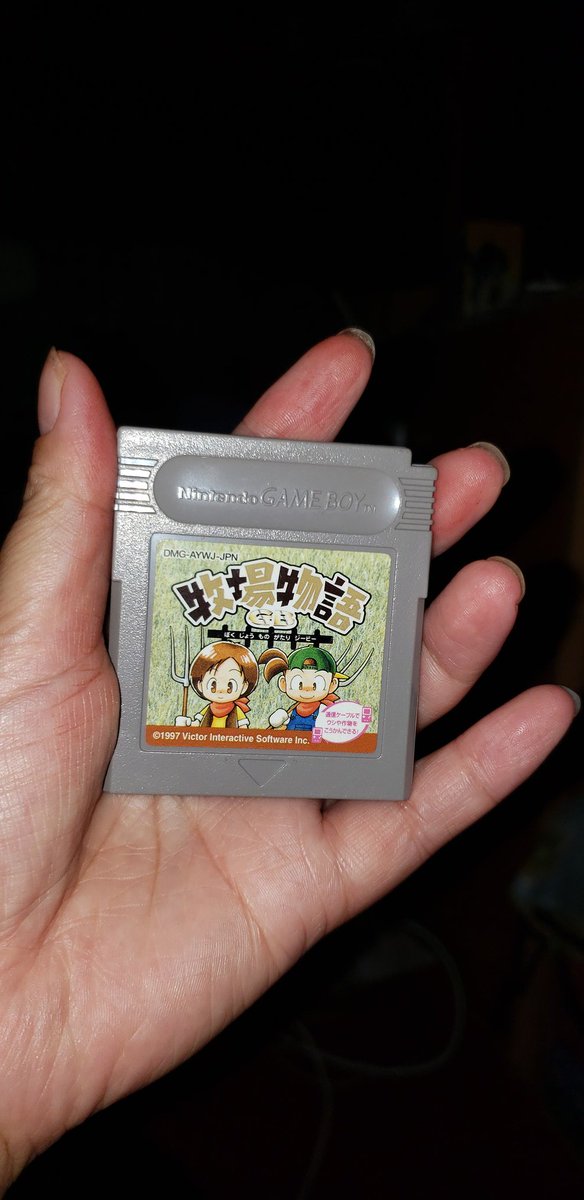 Nintendo GAME BOY TM
DMG-AYWJ-JPN
牧場物語
GB
ぼくじょうものがたり ジービー
通信ケーブルで
ウシや作物を
こうかんできる!
©1997 Victor Interactive Software Inc.